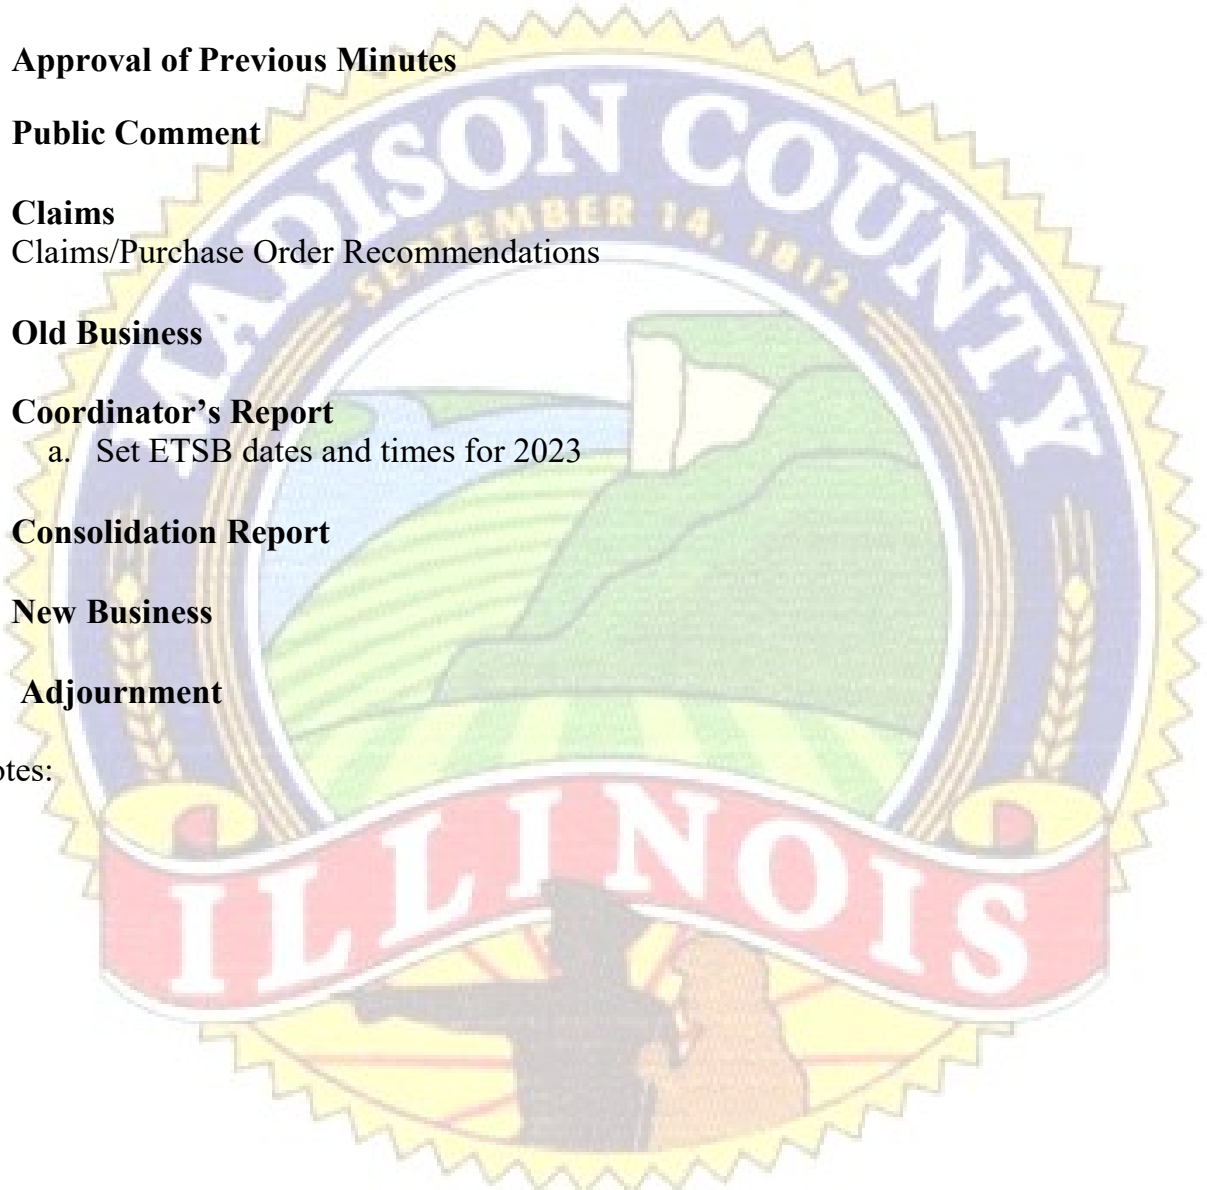 Approval of Previous Minutes
Public Comment
Claims
Claims/Purchase Order Recommendations
Old Business
Coordinator’s Report
a. Set ETSB dates and times for 2023
Consolidation Report
New Business
Adjournment
otes:
MADISON COUNTY
SEPTEMBER 14, 1812
ILLINOIS